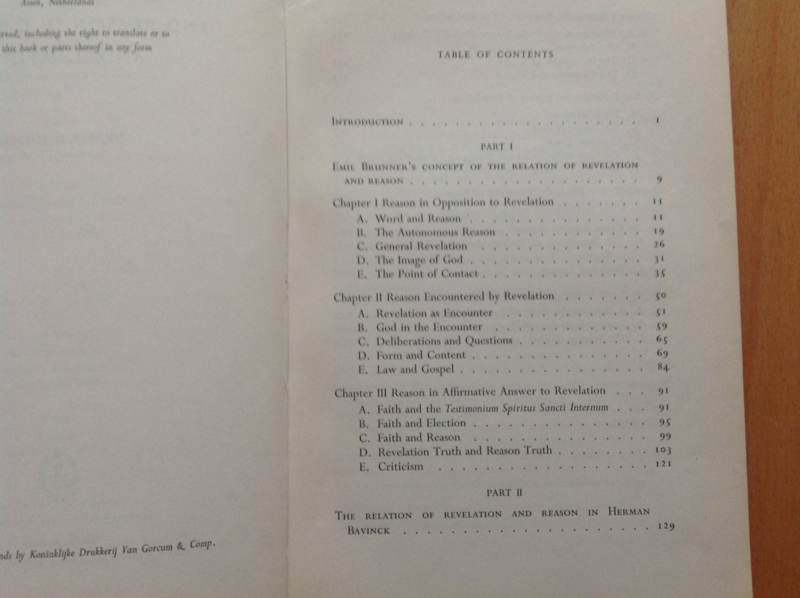 Assen, Netherlands
rved, including the right to translate or to
this book or parts thereof in any form
nds by Koninklijke Drukkerij Van Gorcum & Comp.
TABLE OF CONTENTS
Introduction . . . . . . . . . . . . . . . . . . . 1
PART I
Emil Brunner's concept of the relation of revelation
and reason . . . . . . . . . . . . . . . . . . . 9
Chapter I Reason in Opposition to Revelation . . . . . . . 11
A. Word and Reason . . . . . . . . . . . . . 11
B. The Autonomous Reason . . . . . . . . . . . 19
C. General Revelation . . . . . . . . . . . . 26
D. The Image of God . . . . . . . . . . . . . 31
E. The Point of Contact . . . . . . . . . . . . 35
Chapter II Reason Encountered by Revelation . . . . . . . 50
A. Revelation as Encounter . . . . . . . . . . 51
B. God in the Encounter . . . . . . . . . . . 59
C. Deliberations and Questions . . . . . . . . . 65
D. Form and Content . . . . . . . . . . . . . 69
E. Law and Gospel . . . . . . . . . . . . . . 84
Chapter III Reason in Affirmative Answer to Revelation . . . 91
A. Faith and the Testimonium Spiritus Sancti Internum . . . 91
B. Faith and Election . . . . . . . . . . . . . 95
C. Faith and Reason . . . . . . . . . . . . . 99
D. Revelation Truth and Reason Truth . . . . . . . 103
E. Criticism . . . . . . . . . . . . . . . . 121
PART II
The relation of revelation and reason in Herman
Bavinck . . . . . . . . . . . . . . . . . . . . 129